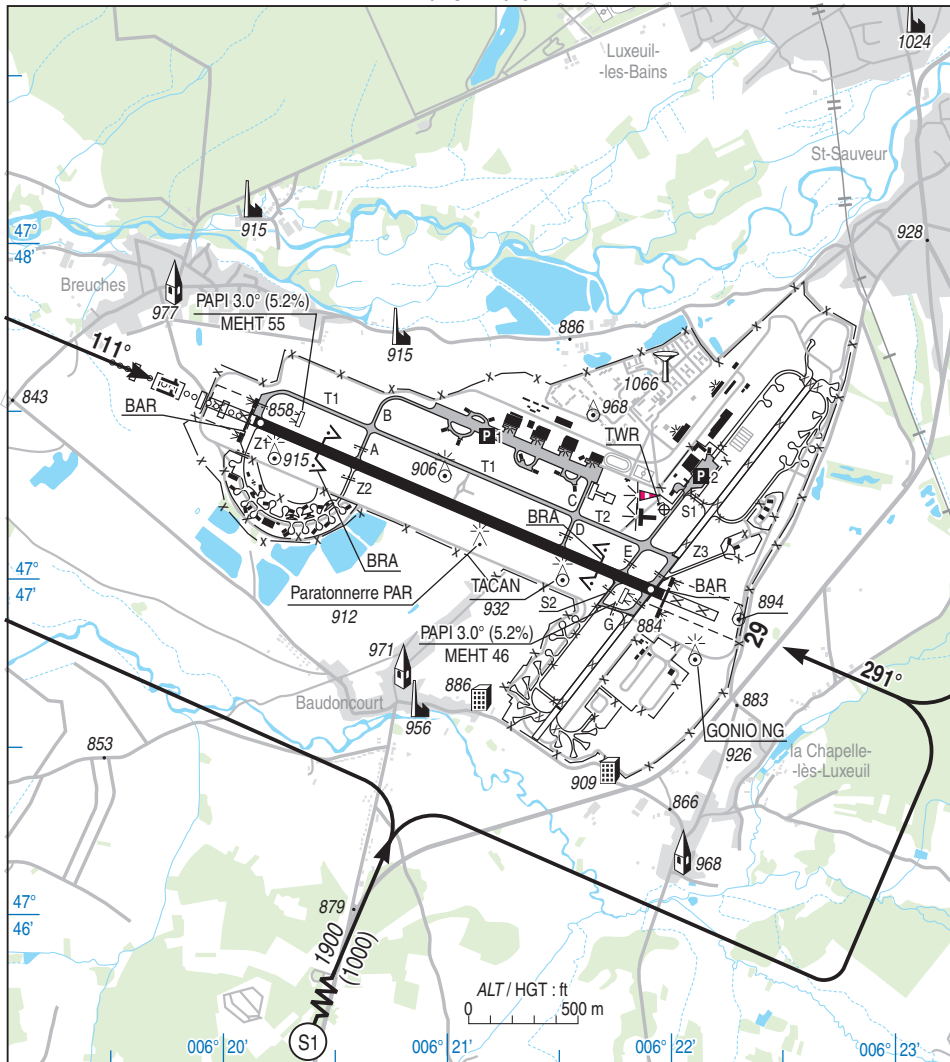 1024
Luxeuil-
-les-Bains
St-Sauveur
928
915
47°
48'
Breuches
977
PAPI 3.0° (5.2%)
MEHT 55
915
886
111°
1066
843
BAR
858
T1
B
968
P
1
TWR
Z1
915
A
906
T1
P
2
Z2
C
T2
S1
BRA
D
E
Z3
BRA
47°
47'
Paratonnerre PAR
912
TACAN
932
S2
BAR
894
29
G
884
PAPI 3.0° (5.2%)
MEHT 46
971
886
291°
Baudoncourt
956
883
GONIO NG
926
853
la Chapelle-
-lès-Luxeuil
909
866
968
47°
46'
879
1900
(1000)
ALT / HGT : ft
0
500 m
S1
006° 20'
006° 21'
006° 22'
006° 23'